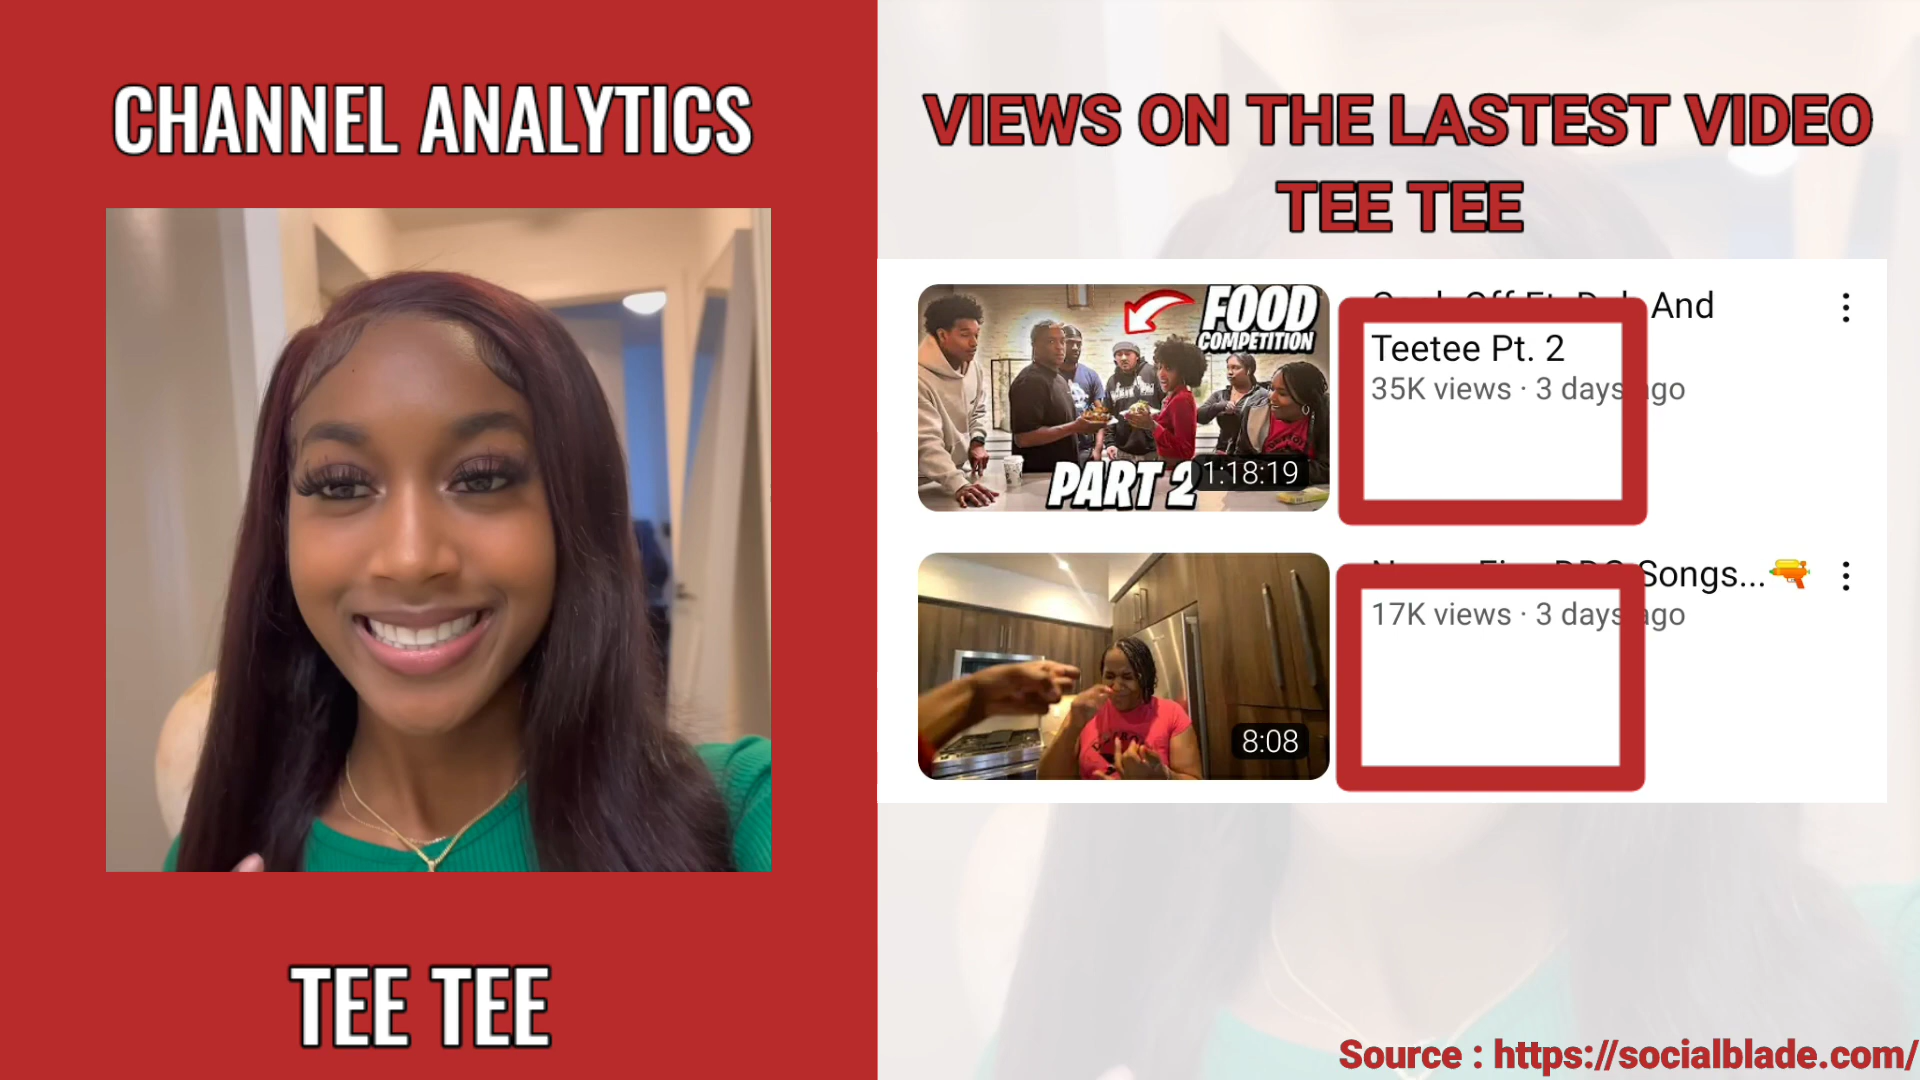 CHANNEL ANALYTICS
TEE TEE
VIEWS ON THE LASTEST VIDEO
TEE TEE
FOOD
COMPETITION
PART 2
1:18:19
And
Teetee Pt. 2
35K views · 3 days ago
8:08
Songs...
17K views · 3 days ago
Source : https://socialblade.com/